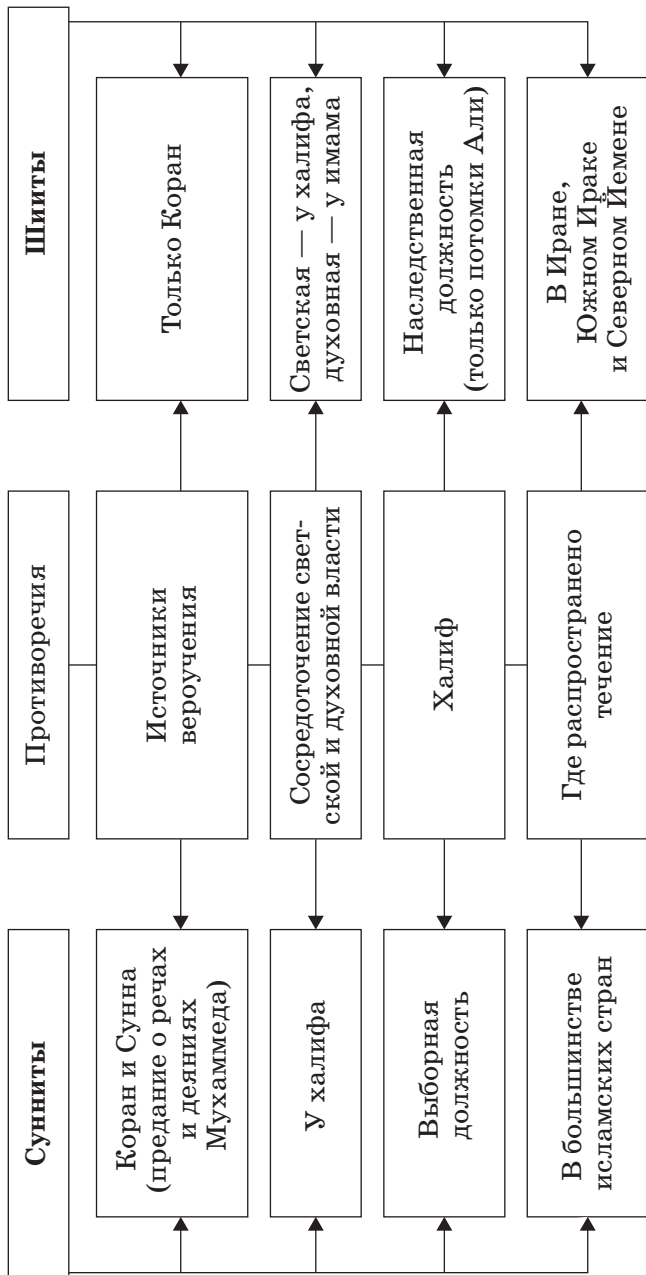 Сунниты
Противоречия
Шииты
Коран и Сунна
(предание о речах
и деяниях
Мухаммеда)
Источники
вероучения
Только Коран
У халифа
Сосредоточение свет-
ской и духовной власти
Светская — у халифа,
духовная — у имама
Выборная
должность
Халиф
Наследственная
должность
(только потомки Али)
В большинстве
исламских стран
Где распространено
течение
В Иране,
Южном Ираке
и Северном Йемене